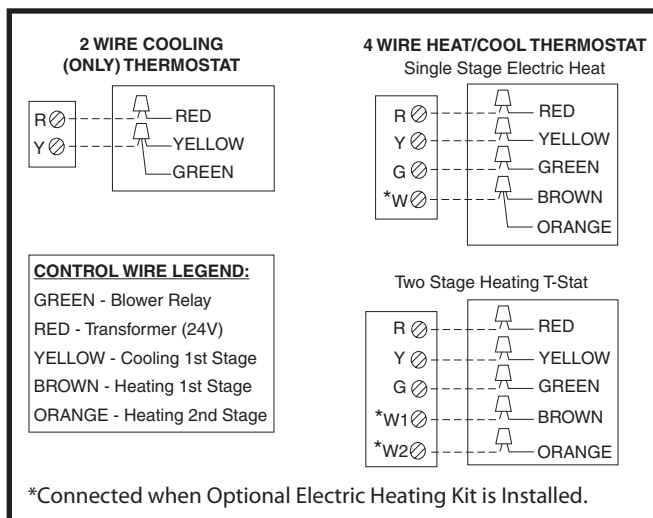 2 WIRE COOLING
(ONLY) THERMOSTAT
R
Y
RED
YELLOW
GREEN
CONTROL WIRE LEGEND:
GREEN - Blower Relay
RED - Transformer (24V)
YELLOW - Cooling 1st Stage
BROWN - Heating 1st Stage
ORANGE - Heating 2nd Stage
4 WIRE HEAT/COOL THERMOSTAT
Single Stage Electric Heat
R
Y
G
*W
RED
YELLOW
GREEN
BROWN
ORANGE
Two Stage Heating T-Stat
R
Y
G
*W1
*W2
RED
YELLOW
GREEN
BROWN
ORANGE
*Connected when Optional Electric Heating Kit is Installed.